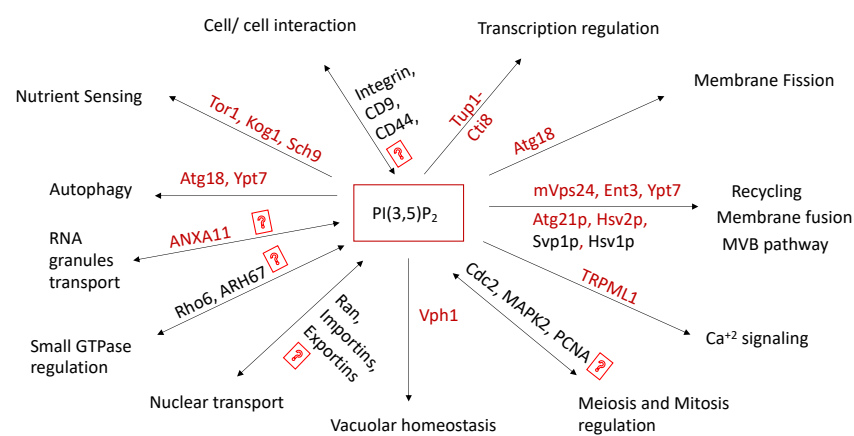 Cell/ cell interaction
Transcription regulation
Nutrient Sensing
Membrane Fission
Tor1, Kog1, Sch9
Integrin,
CD9,
CD44,
?
Tup1-
Cti8
Atg18
Autophagy
Atg18, Ypt7
PI(3,5)P₂
mVps24, Ent3, Ypt7
Atg21p, Hsv2p,
Svp1p, Hsv1p
Recycling
Membrane fusion
MVB pathway
RNA
granules
transport
ANXA11
?
Rho6, ARH67
?
Small GTPase
regulation
Ran,
Importins,
Exportins
?
Nuclear transport
Vph1
Vacuolar homeostasis
Cdc2, MAPK2, PCNA
?
Meiosis and Mitosis
regulation
TRPML1
Ca⁺² signaling